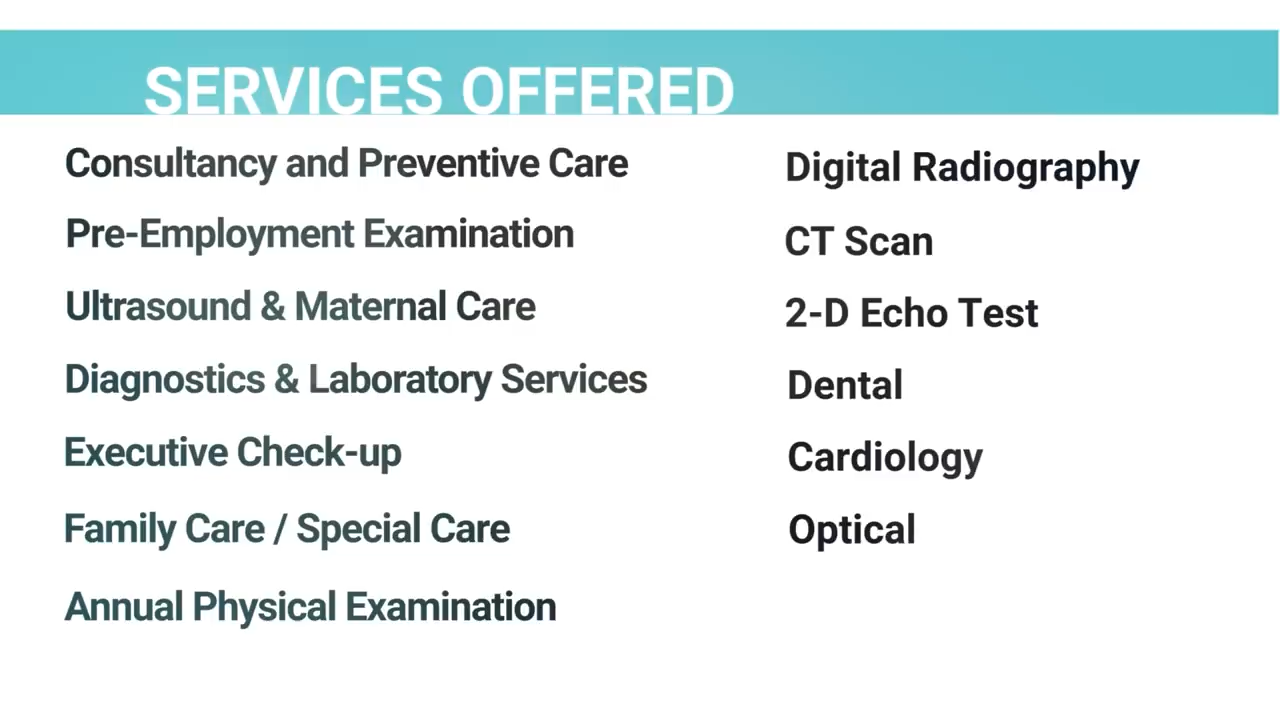 SERVICES OFFERED
Consultancy and Preventive Care
Pre-Employment Examination
Ultrasound & Maternal Care
Diagnostics & Laboratory Services
Executive Check-up
Family Care / Special Care
Annual Physical Examination
Digital Radiography
CT Scan
2-D Echo Test
Dental
Cardiology
Optical